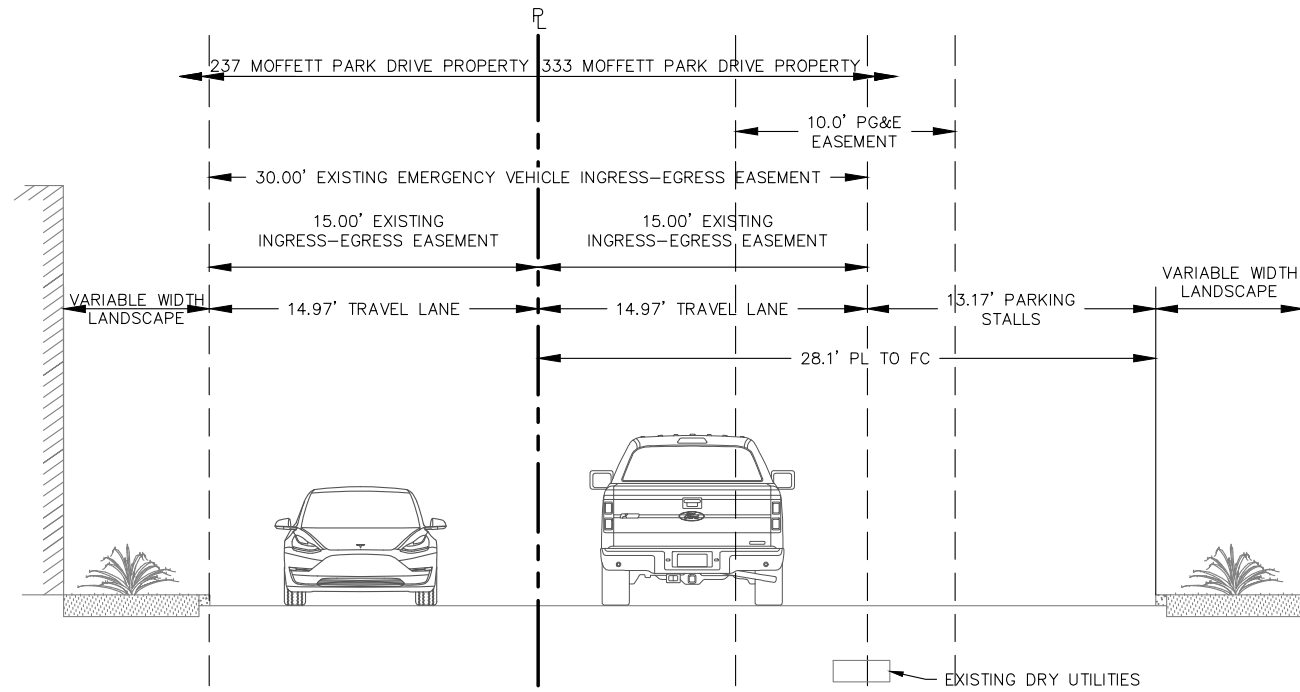 PL
237 MOFFETT PARK DRIVE PROPERTY
333 MOFFETT PARK DRIVE PROPERTY
10.0' PG&E
EASEMENT
30.00' EXISTING EMERGENCY VEHICLE INGRESS-EGRESS EASEMENT
15.00' EXISTING
INGRESS-EGRESS EASEMENT
15.00' EXISTING
INGRESS-EGRESS EASEMENT
VARIABLE WIDTH
LANDSCAPE
14.97' TRAVEL LANE
14.97' TRAVEL LANE
13.17' PARKING
STALLS
VARIABLE WIDTH
LANDSCAPE
28.1' PL TO FC
Ford
EXISTING DRY UTILITIES